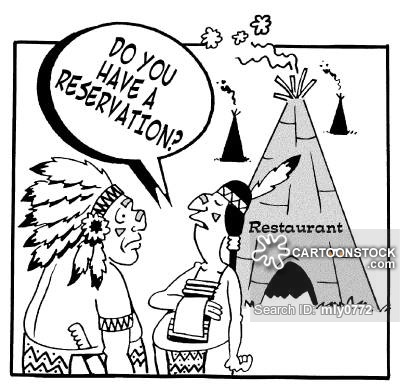 DO YOU
HAVE A
RESERVATION?
Restaurant
CARTOONSTOCK
.com
Search ID: mly0772